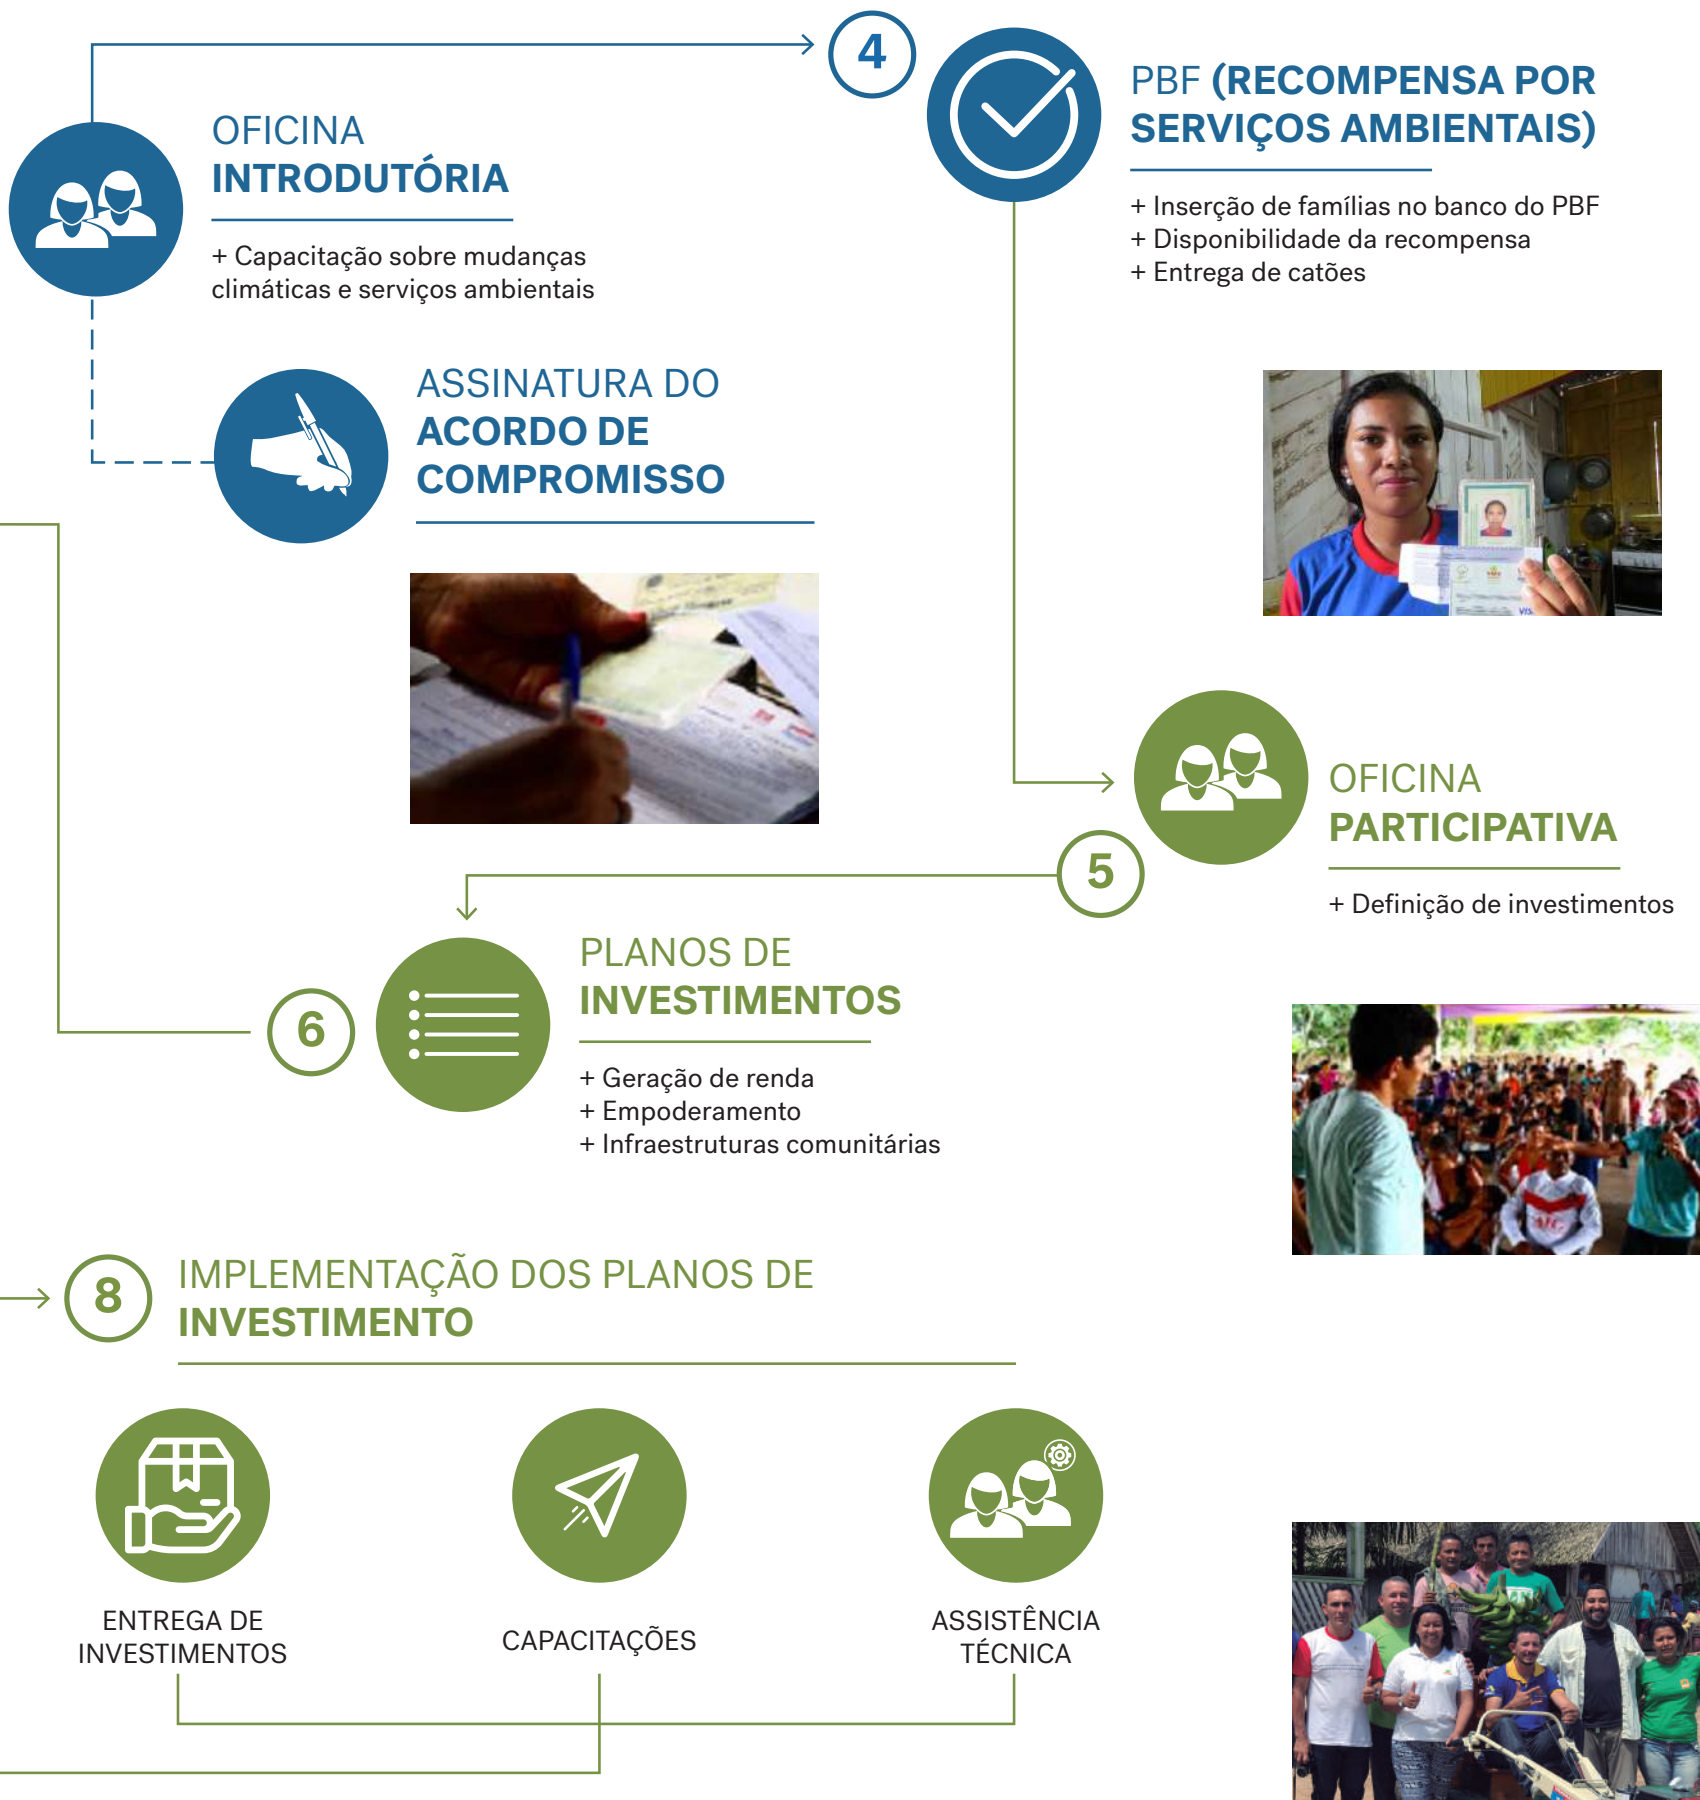 OFICINA
INTRODUTÓRIA
+ Capacitação sobre mudanças
climáticas e serviços ambientais
ASSINATURA DO
ACORDO DE
COMPROMISSO
4
PBF (RECOMPENSA POR
SERVIÇOS AMBIENTAIS)
+ Inserção de famílias no banco do PBF
+ Disponibilidade da recompensa
+ Entrega de catões
VISA
OFICINA
PARTICIPATIVA
+ Definição de investimentos
5
6
PLANOS DE
INVESTIMENTOS
+ Geração de renda
+ Empoderamento
+ Infraestruturas comunitárias
8
IMPLEMENTAÇÃO DOS PLANOS DE
INVESTIMENTO
ENTREGA DE
INVESTIMENTOS
CAPACITAÇÕES
ASSISTÊNCIA
TÉCNICA